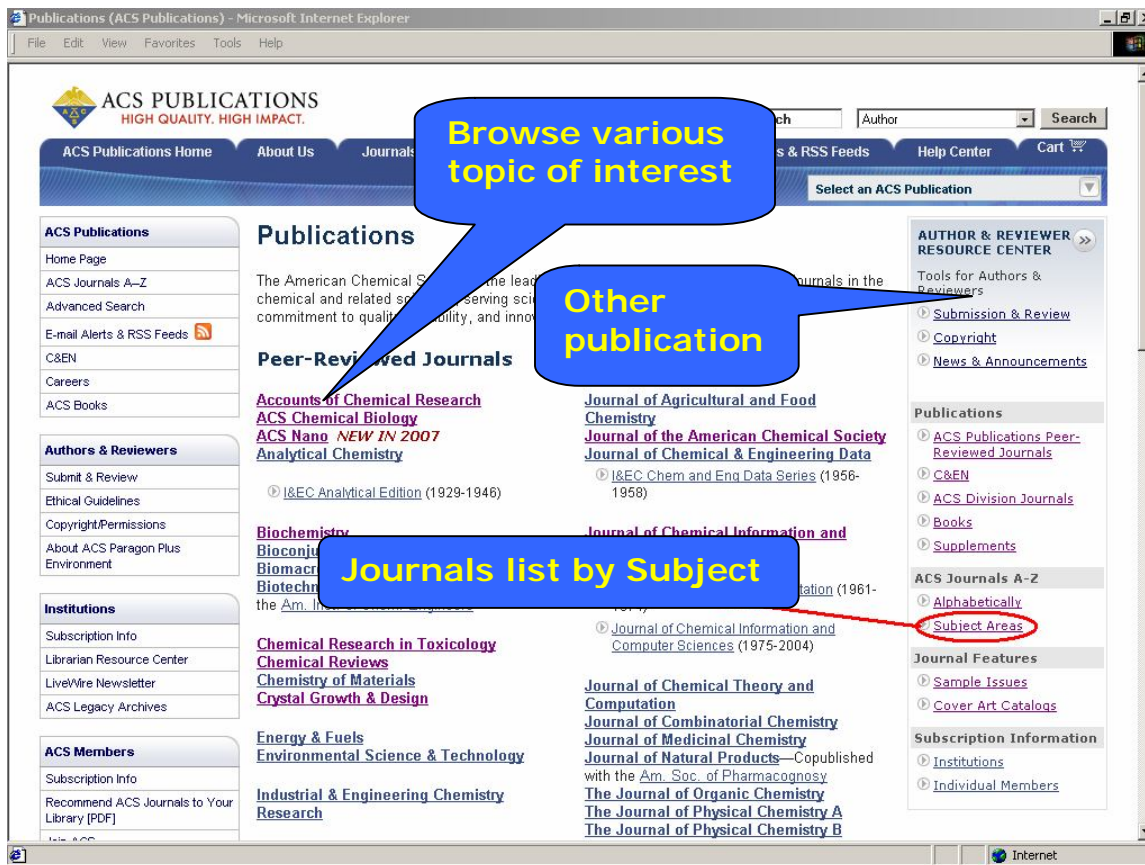 Publications (ACS Publications) - Microsoft Internet Explorer
File Edit View Favorites Tools Help
ACS PUBLICATIONS
HIGH QUALITY. HIGH IMPACT.
Author
Search
ACS Publications Home
About Us
Journals
& RSS Feeds
Help Center
Cart
Select an ACS Publication
Browse various
topic of interest
Other
publication
Journals list by Subject
ACS Publications
Home Page
ACS Journals A–Z
Advanced Search
E-mail Alerts & RSS Feeds
C&EN
Careers
ACS Books
Authors & Reviewers
Submit & Review
Ethical Guidelines
Copyright/Permissions
About ACS Paragon Plus
Environment
Institutions
Subscription Info
Librarian Resource Center
LiveWire Newsletter
ACS Legacy Archives
ACS Members
Subscription Info
Recommend ACS Journals to Your
Library [PDF]
Join ACS
Publications
The American Chemical the journals in the
chemical and related serving
commitment to and
Peer-Reviewed Journals
Accounts of Chemical Research
ACS Chemical Biology
ACS Nano NEW IN 2007
Analytical Chemistry
I&EC Analytical Edition (1929-1946)
Biochemistry
the Am.
Chemical Research in Toxicology
Chemical Reviews
Chemistry of Materials
Crystal Growth & Design
Energy & Fuels
Environmental Science & Technology
Industrial & Engineering Chemistry
Research
Journal of Agricultural and Food
Chemistry
Journal of the American Chemical Society
Journal of Chemical & Engineering Data
I&EC Chem and Eng Data Series (1956-
1958)
Journal of Chemical Information and
(1961-
Journal of Chemical Information and
Computer Sciences (1975-2004)
Journal of Chemical Theory and
Computation
Journal of Combinatorial Chemistry
Journal of Medicinal Chemistry
Journal of Natural Products—Copublished
with the Am. Soc. of Pharmacognosy
The Journal of Organic Chemistry
The Journal of Physical Chemistry A
The Journal of Physical Chemistry B
AUTHOR & REVIEWER
RESOURCE CENTER
Tools for Authors &
Reviewers
Submission & Review
Copyright
News & Announcements
Publications
ACS Publications Peer-
Reviewed Journals
C&EN
ACS Division Journals
Books
Supplements
ACS Journals A-Z
Alphabetically
Subject Areas
Journal Features
Sample Issues
Cover Art Catalogs
Subscription Information
Institutions
Individual Members
Internet